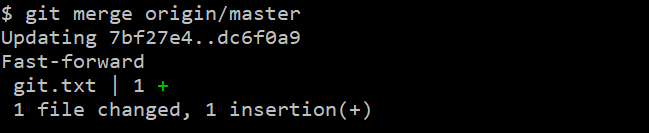 $ git merge origin/master
Updating 7bf27e4..dc6f0a9
Fast-forward
 git.txt | 1 +
 1 file changed, 1 insertion(+)